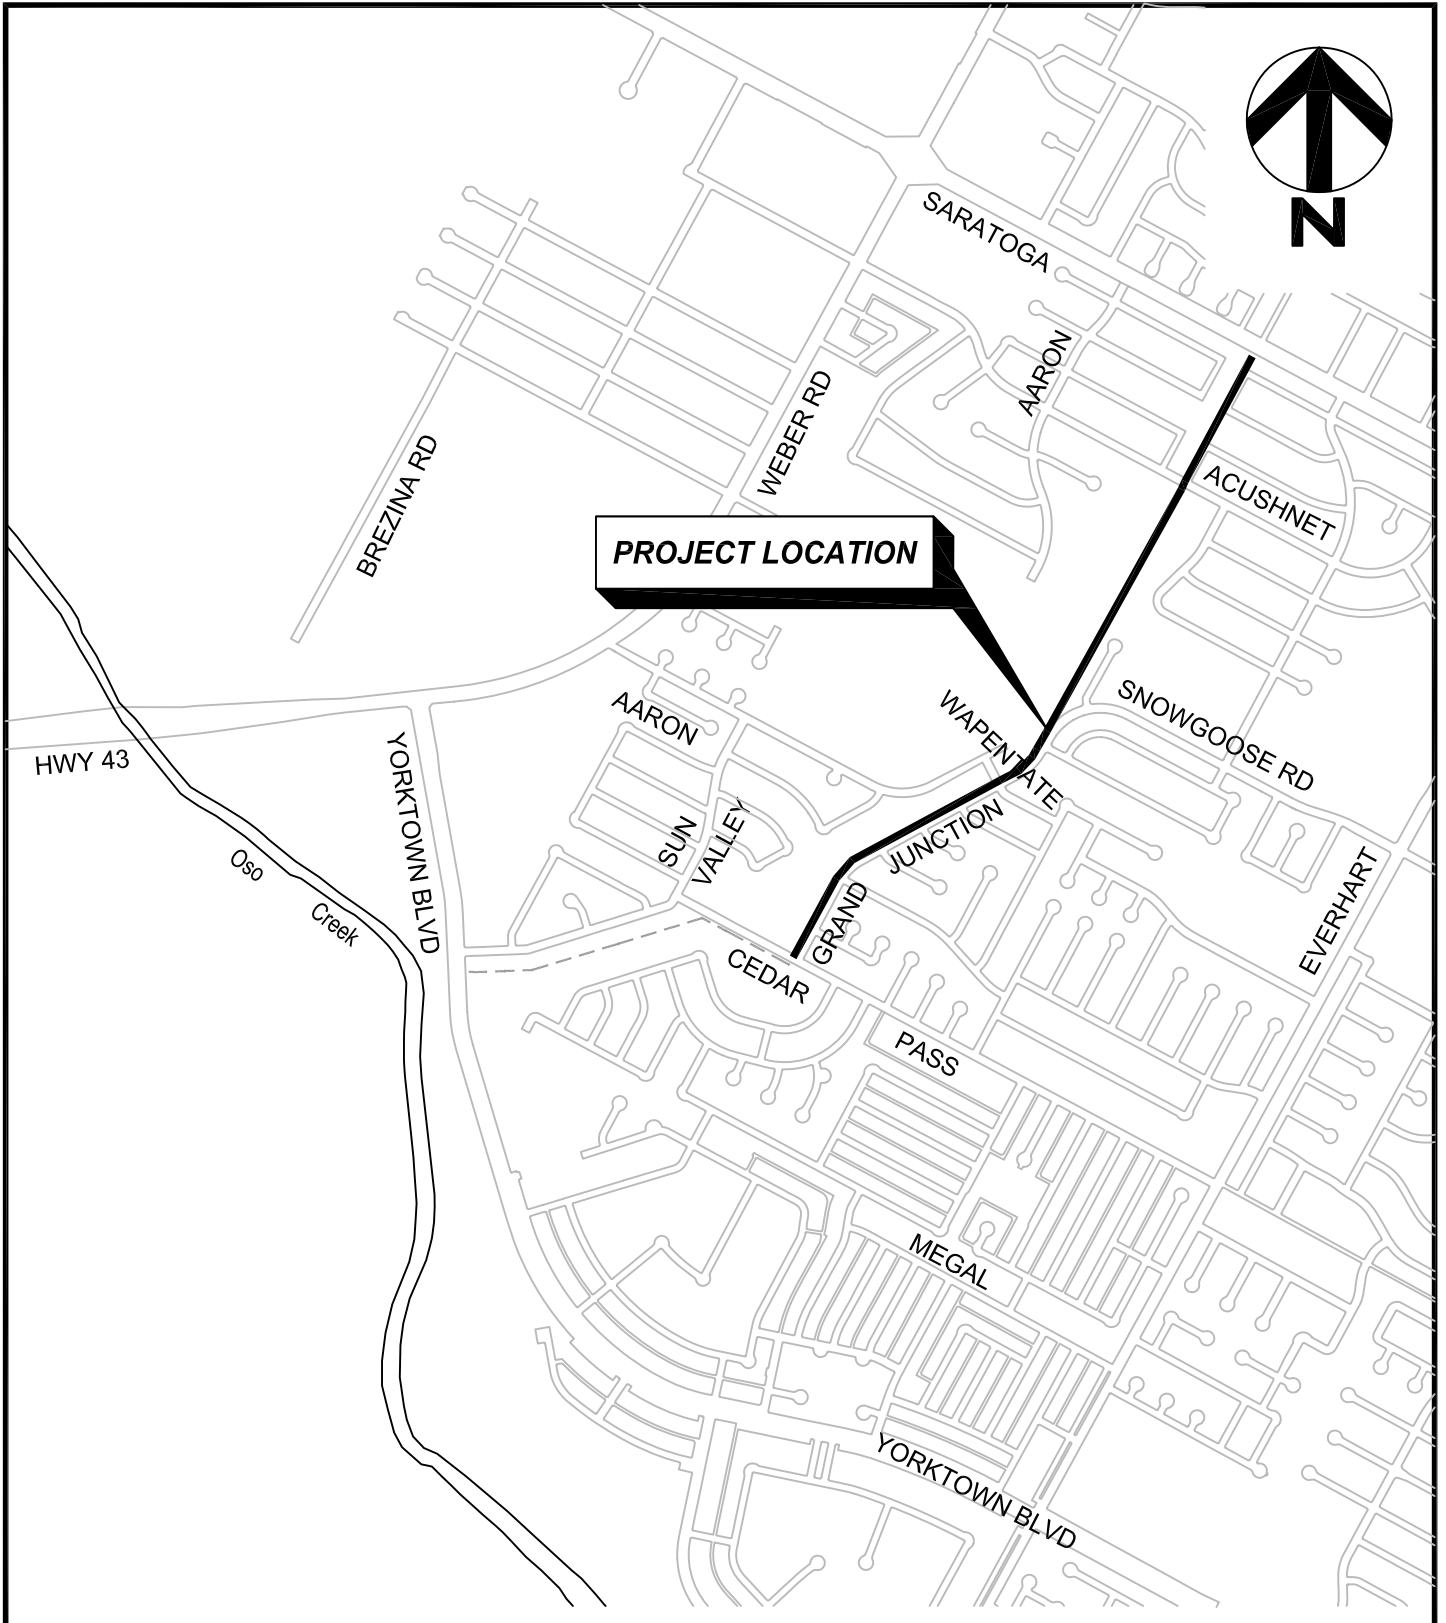 N
SARATOGA
AARON
WEBER RD
BREZINA RD
ACUSHNET
PROJECT LOCATION
SNOWGOOSE RD
WAPENTATE
AARON
HWY 43
YORKTOWN BLVD
SUN
VALLEY
JUNCTION
GRAND
EVERHART
Oso
Creek
CEDAR
PASS
MEGAL
YORKTOWN BLVD